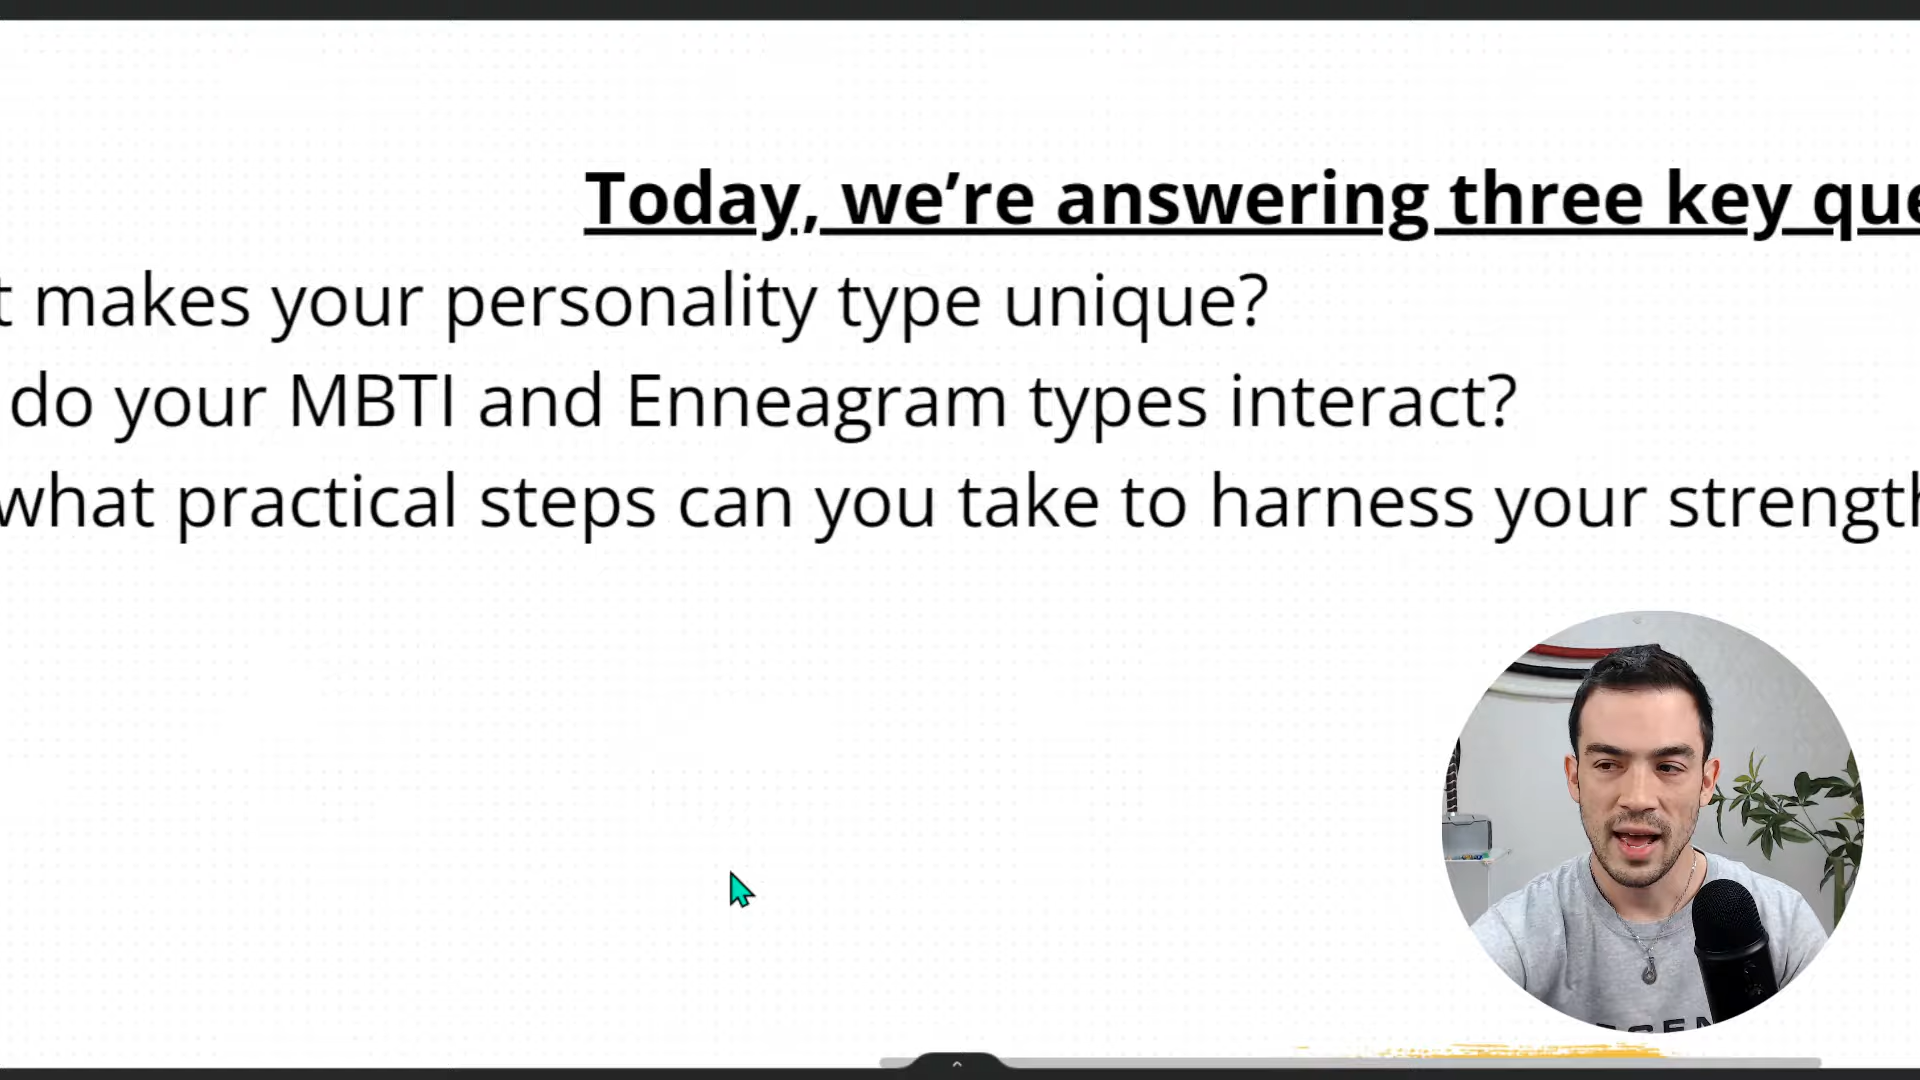 Today, we’re answering three key que
t makes your personality type unique?
do your MBTI and Enneagram types interact?
what practical steps can you take to harness your strength